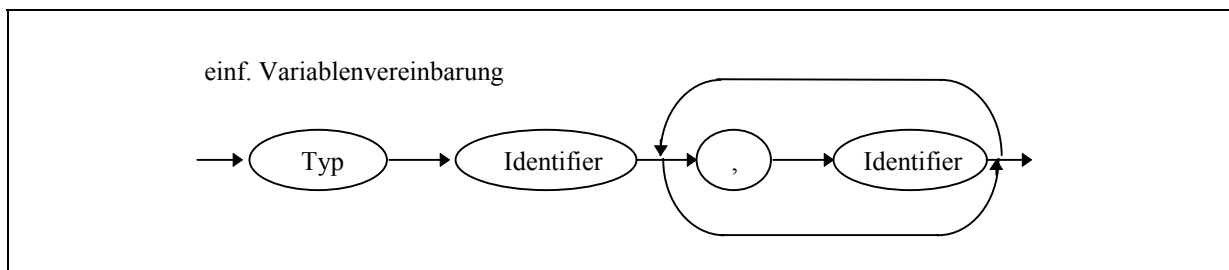 einf. Variablenvereinbarung
Typ Identifier , Identifier